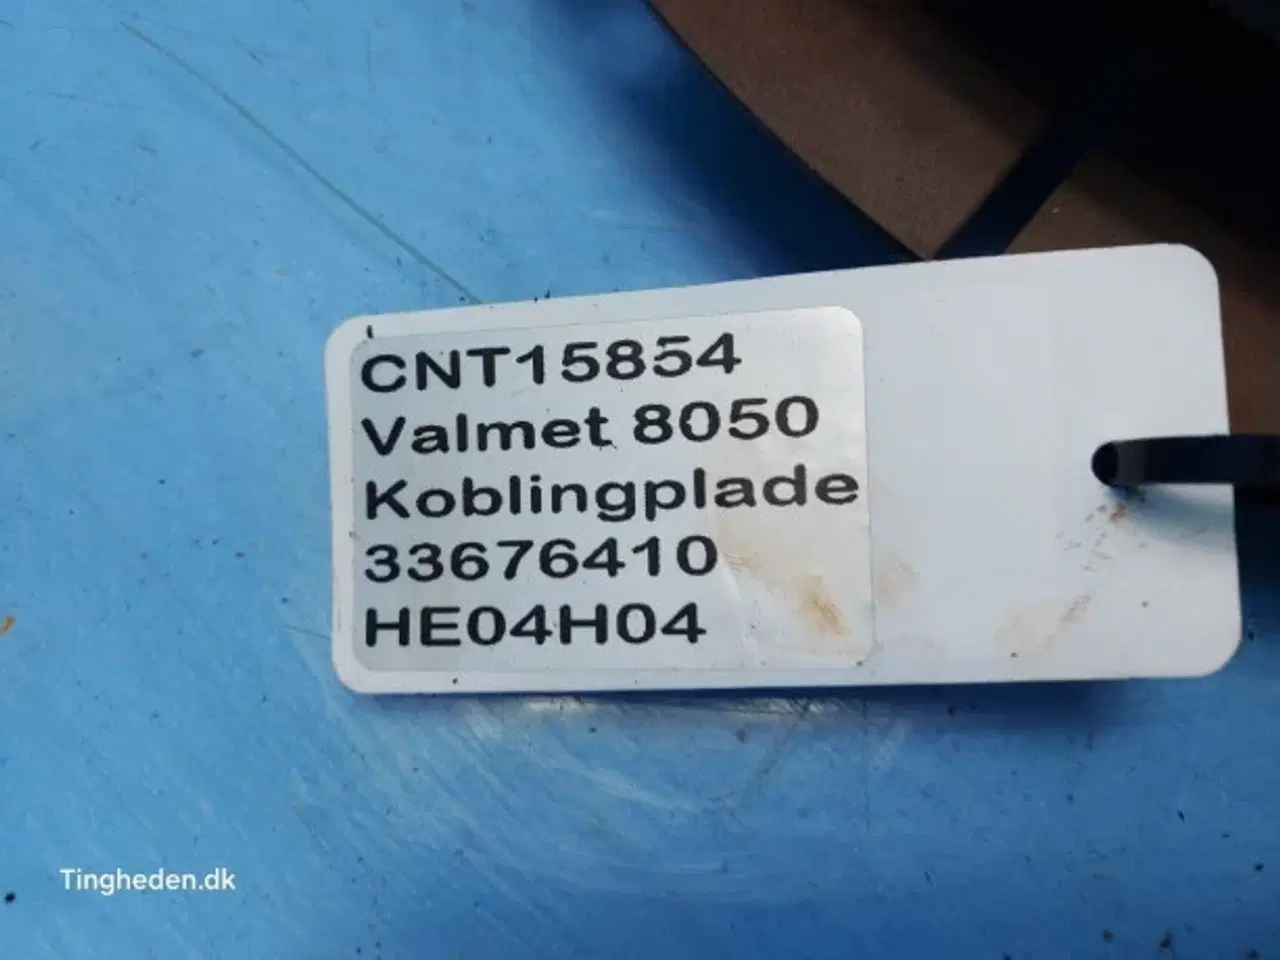 CNT15854
Valmet 8050
Koblingplade
33676410
HE04H04
Tingheden.dk